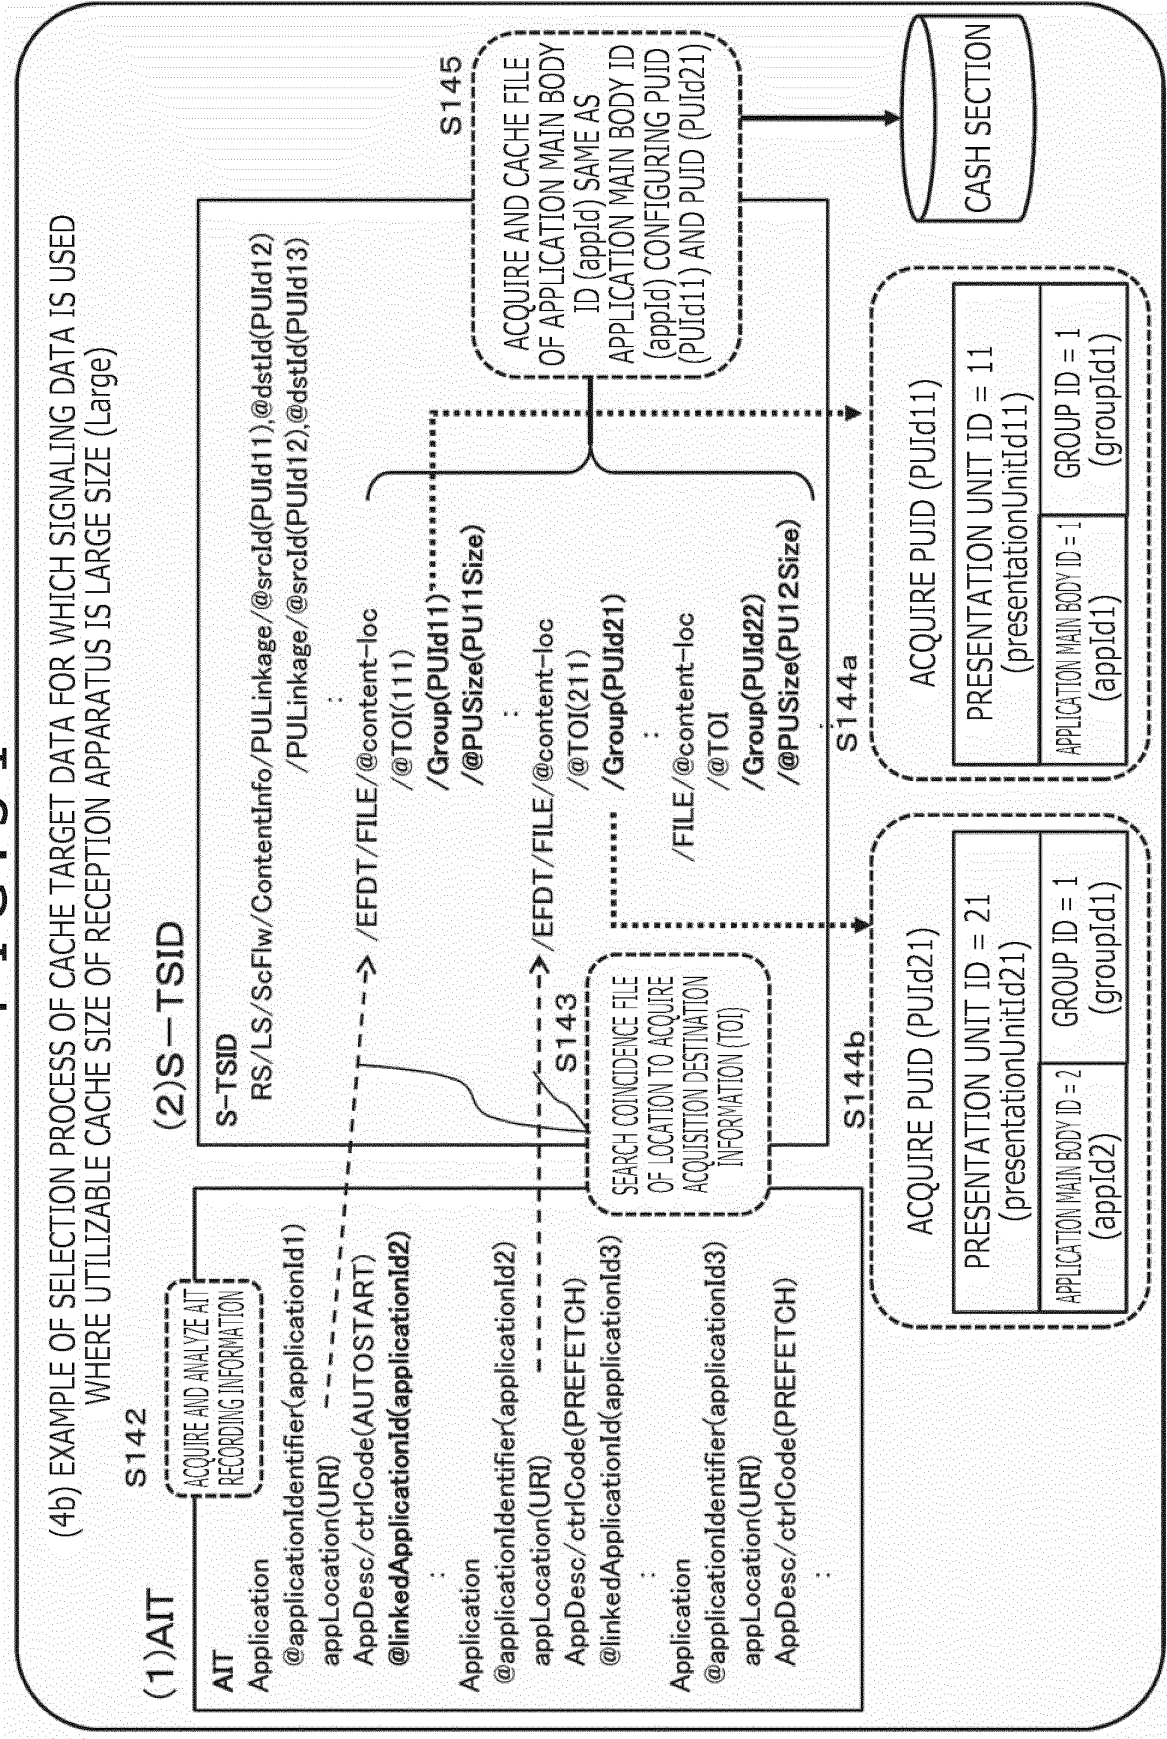 (4b) EXAMPLE OF SELECTION PROCESS OF CACHE TARGET DATA FOR WHICH SIGNALING DATA IS USED
WHERE UTILIZABLE CACHE SIZE OF RECEPTION APPARATUS IS LARGE SIZE (Large)
(1)AIT
S142
ACQUIRE AND ANALYZE AIT
RECORDING INFORMATION
AIT
Application
@applicationIdentifier(applicationId1)
appLocation(URI)
AppDesc/ctrlCode(AUTOSTART)
@linkedApplicationId(applicationId2)
:
Application
@applicationIdentifier(applicationId2)
appLocation(URI)
AppDesc/ctrlCode(PREFETCH)
@linkedApplicationId(applicationId3)
:
Application
@applicationIdentifier(applicationId3)
appLocation(URI)
AppDesc/ctrlCode(PREFETCH)
:
(2)S-TSID
S-TSID
RS/LS/ScFlw/ContentInfo/PULinkage/@srcId(PUId11),@dstId(PUId12)
/PULinkage/@srcId(PUId12),@dstId(PUId13)
:
/EFDT/FILE/@content-loc
/@TOI(111)
/Group(PUId11)
/@PUSize(PU11Size)
:
/EFDT/FILE/@content-loc
/@TOI(211)
/Group(PUId21)
:
/FILE/@content-loc
/@TOI
/Group(PUId22)
/@PUSize(PU12Size)
:
S143
SEARCH COINCIDENCE FILE
OF LOCATION TO ACQUIRE
ACQUISITION DESTINATION
INFORMATION (TOI)
S145
ACQUIRE AND CACHE FILE
OF APPLICATION MAIN BODY
ID (appId) SAME AS
APPLICATION MAIN BODY ID
(appId) CONFIGURING PUID
(PUId11) AND PUID (PUId21)
CASH SECTION
S144b
ACQUIRE PUID (PUId21)
PRESENTATION UNIT ID = 21
(presentationUnitId21)
APPLICATION MAIN BODY ID = 2
(appId2)
GROUP ID = 1
(groupId1)
S144a
ACQUIRE PUID (PUId11)
PRESENTATION UNIT ID = 11
(presentationUnitId11)
APPLICATION MAIN BODY ID = 1
(appId1)
GROUP ID = 1
(groupId1)